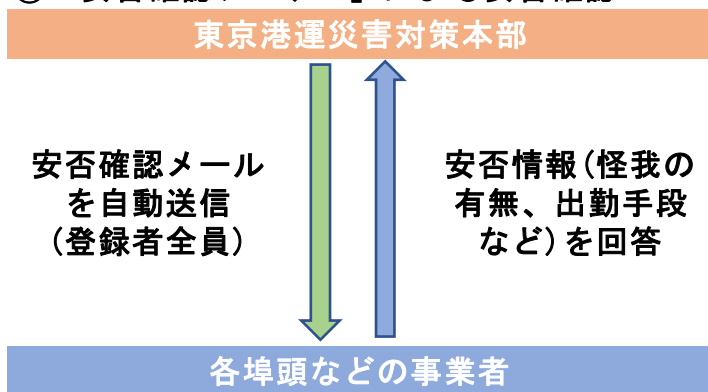 東京港運災害対策本部
安否確認メール
を自動送信
(登録者全員)
安否情報(怪我の
有無、出勤手段
など)を回答
各埠頭などの事業者